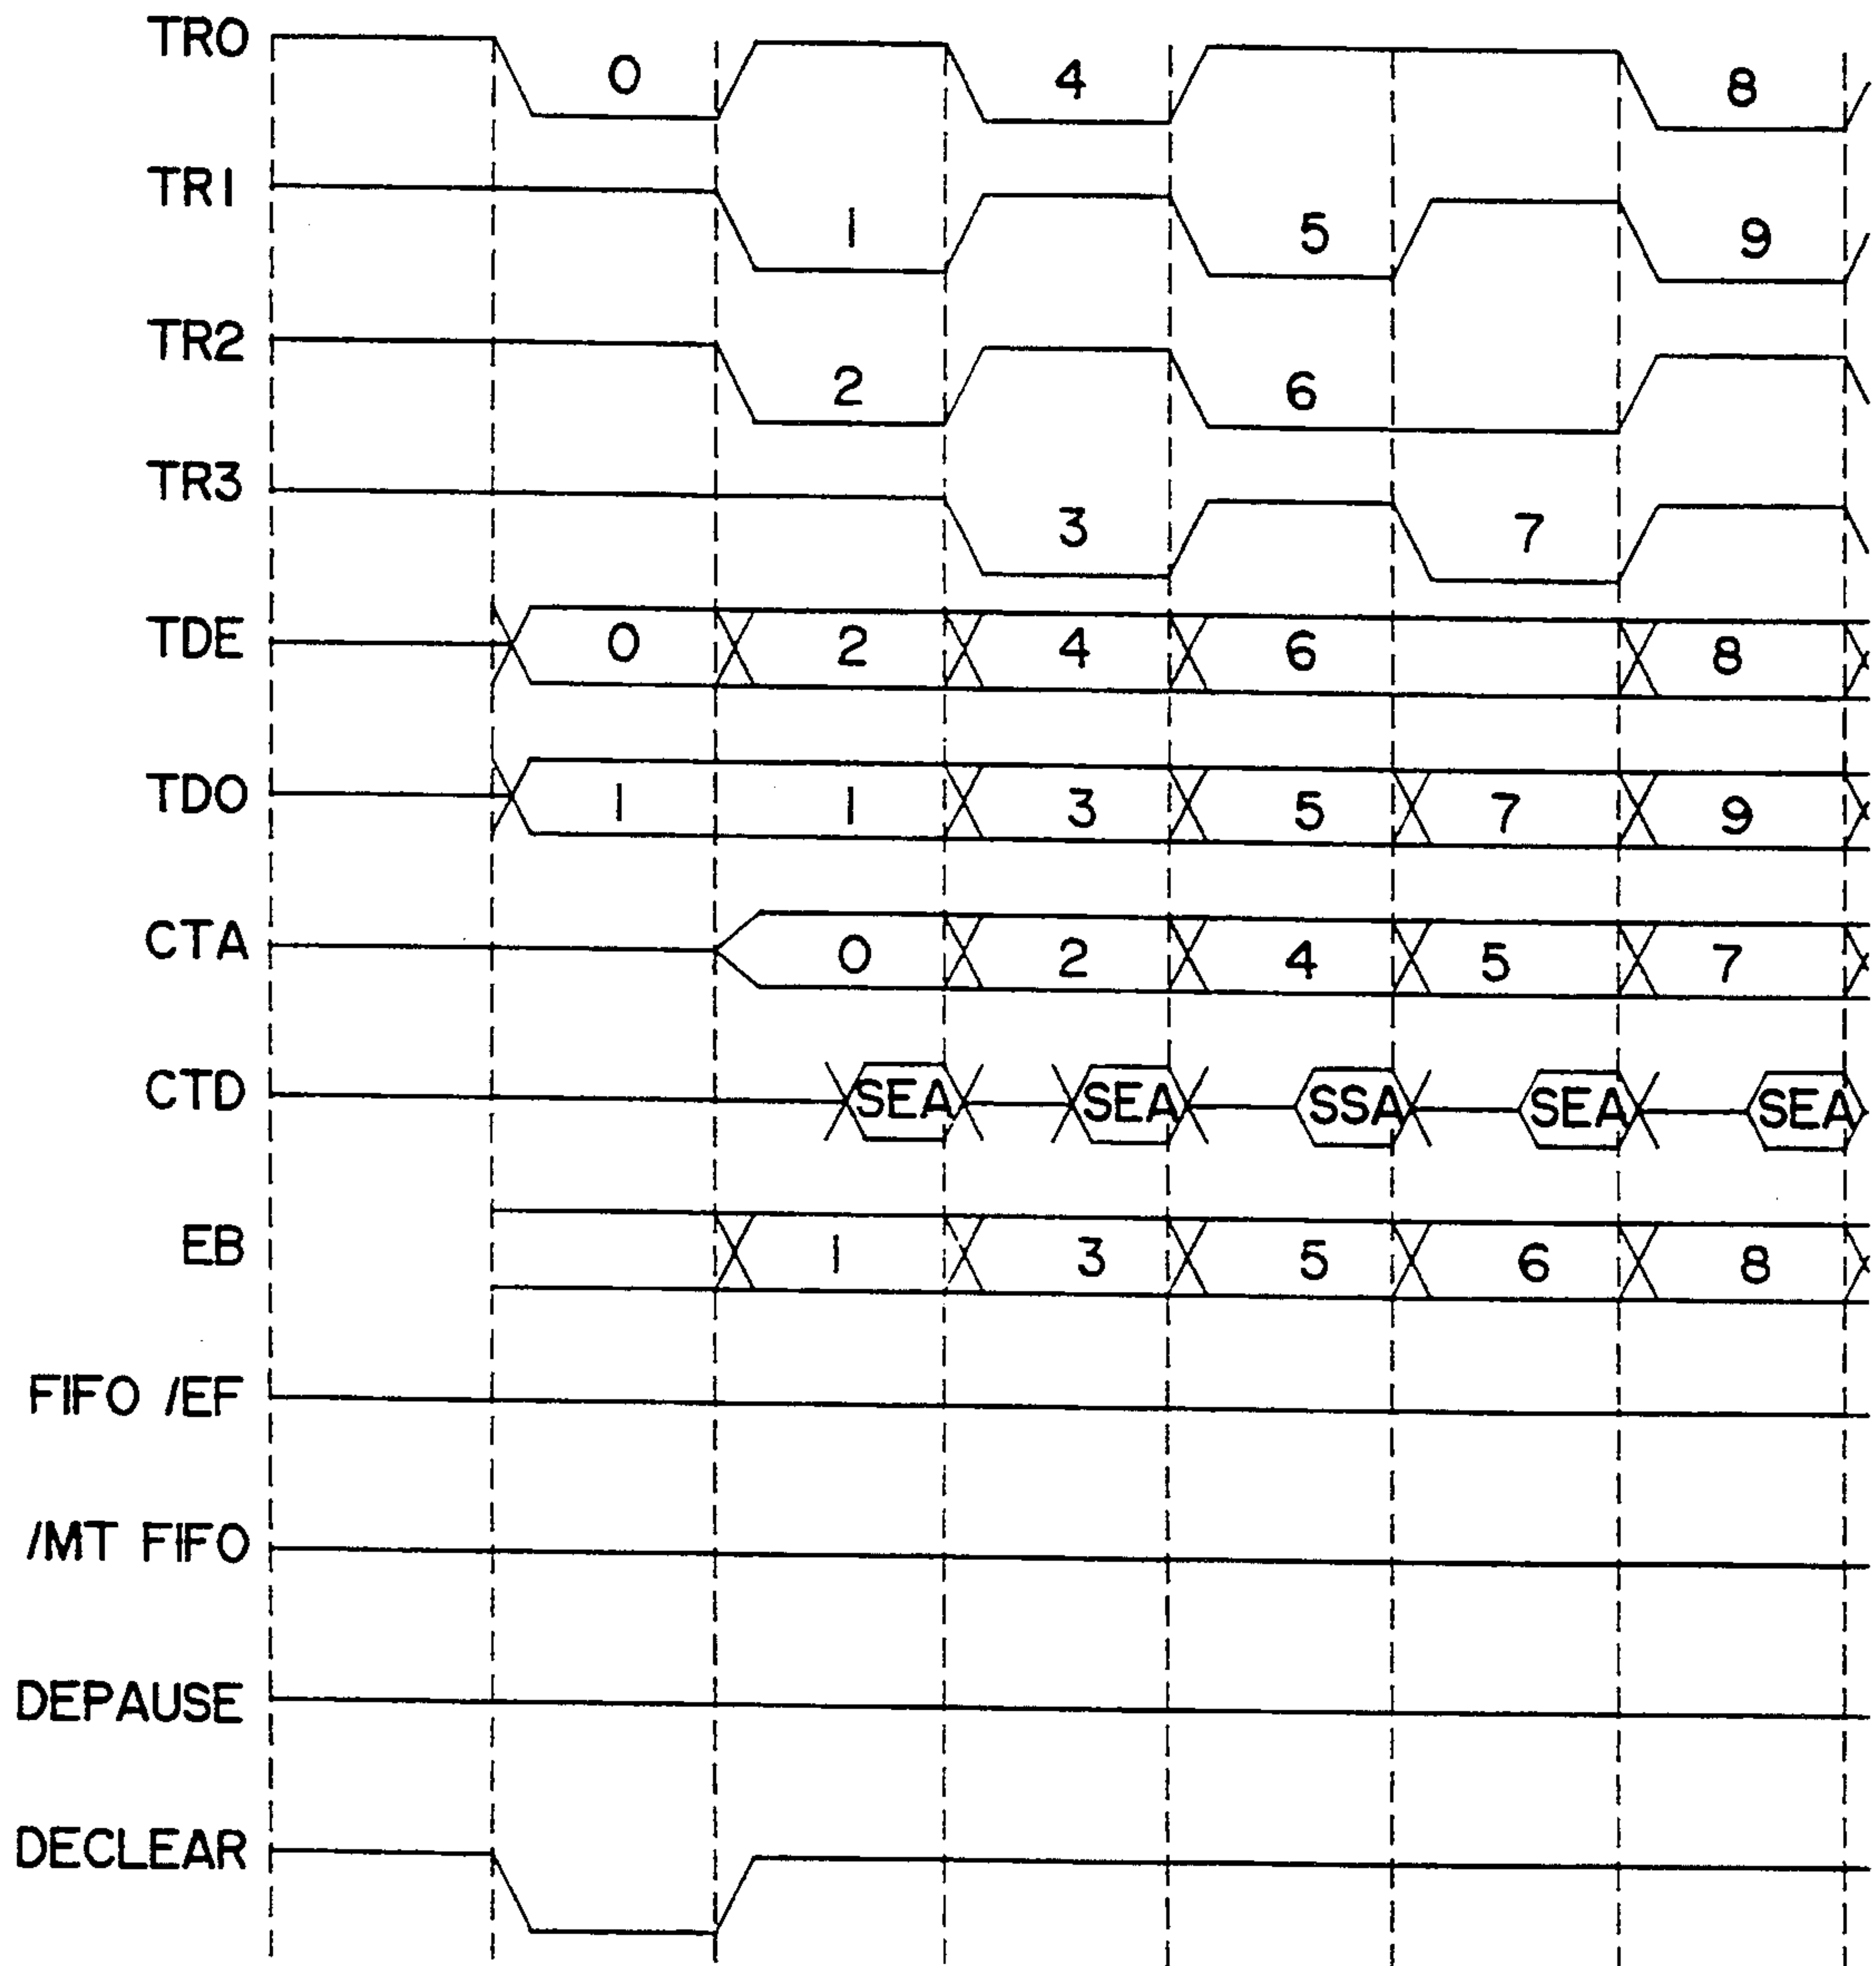 TR0 0 4 8
TR1 1 5 9
TR2 2 6
TR3 3 7
TDE 0 2 4 6 8
TDO 1 1 3 5 7 9
CTA 0 2 4 5 7
CTD SEA SEA SSA SEA SEA
EB 1 3 5 6 8
FIFO /EF
/MT FIFO
DEPAUSE
DECLEAR